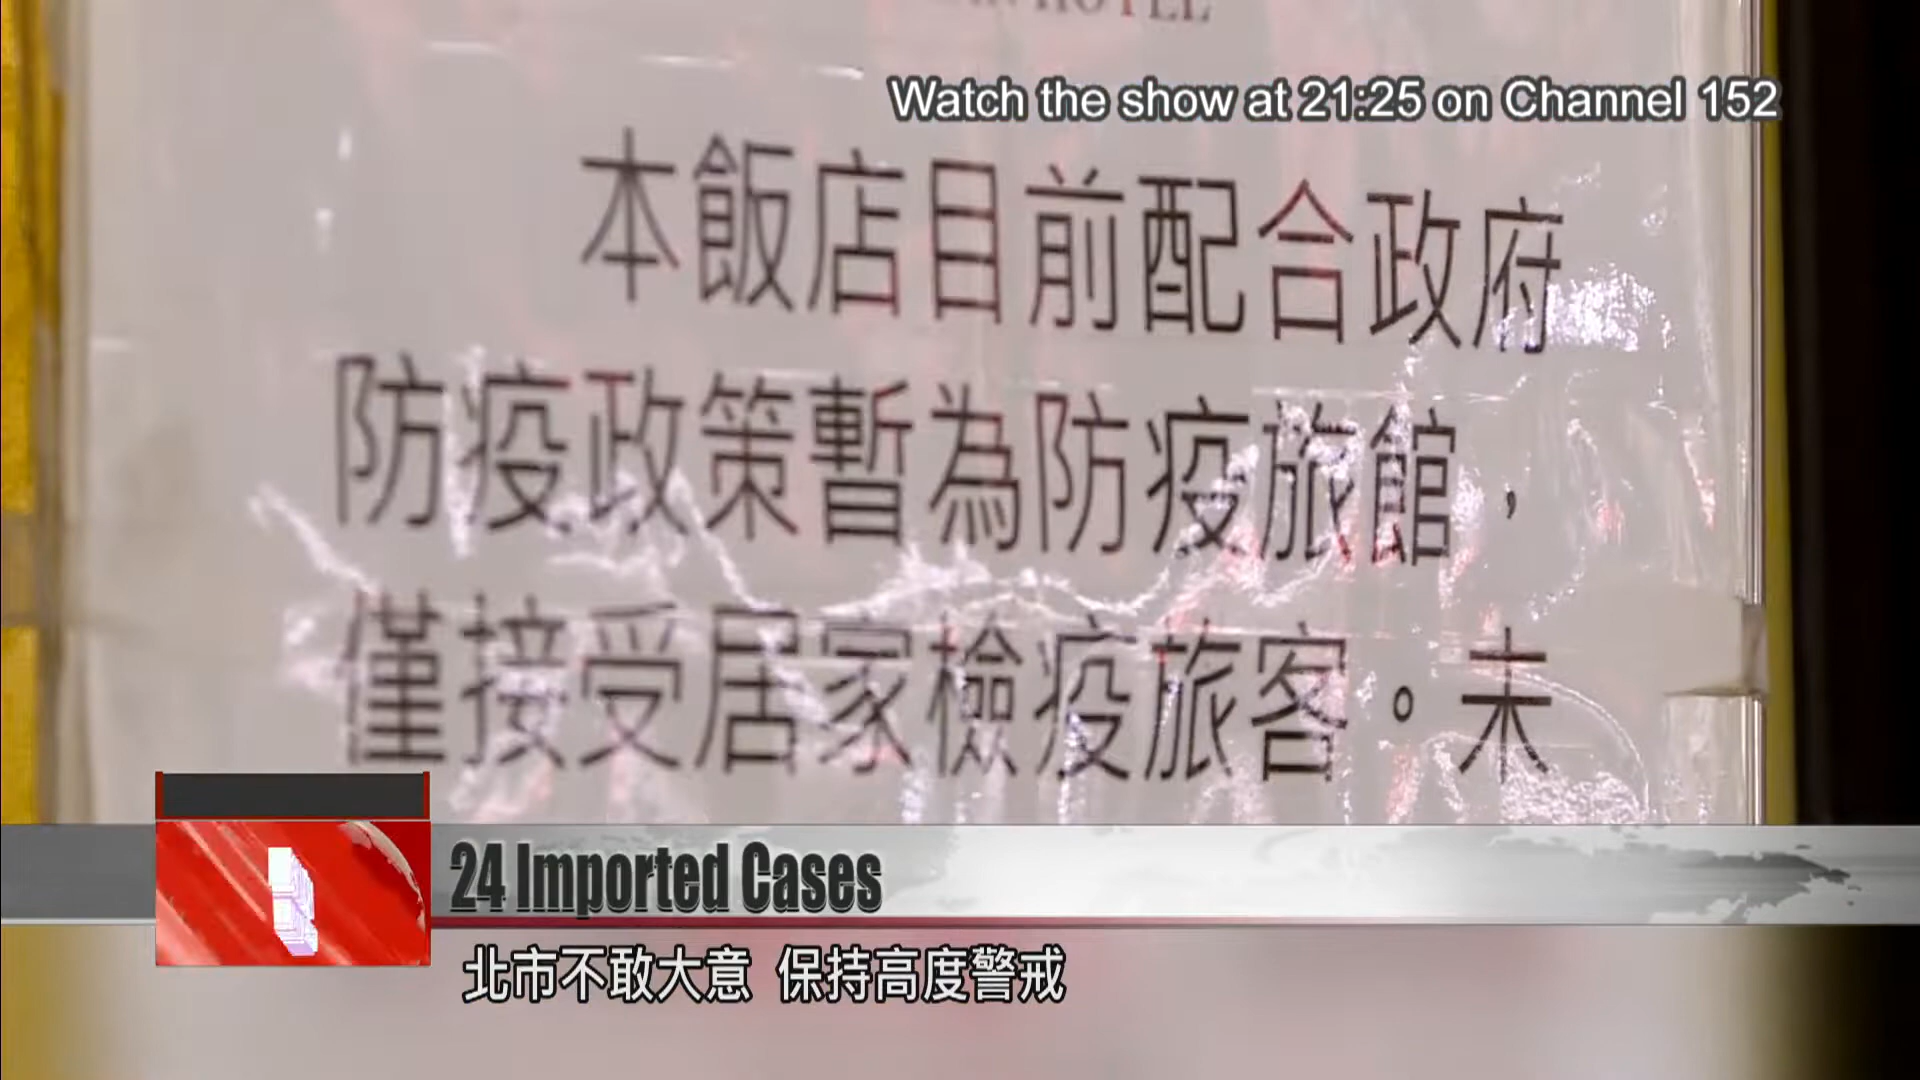 HOTEL
Watch the show at 21:25 on Channel 152
本飯店目前配合政府
防疫政策暫為防疫旅館，
僅接受居家檢疫旅客。未
24 Imported Cases
北市不敢大意 保持高度警戒